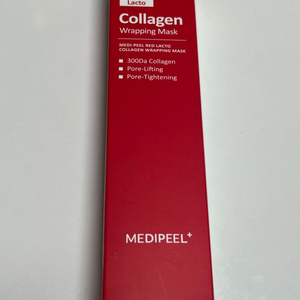 Lacto
Collagen
Wrapping Mask
MEDI-PEEL RED LACTO
COLLAGEN WRAPPING MASK
300Da Collagen
Pore-Lifting
Pore-Tightening
MEDIPEEL+